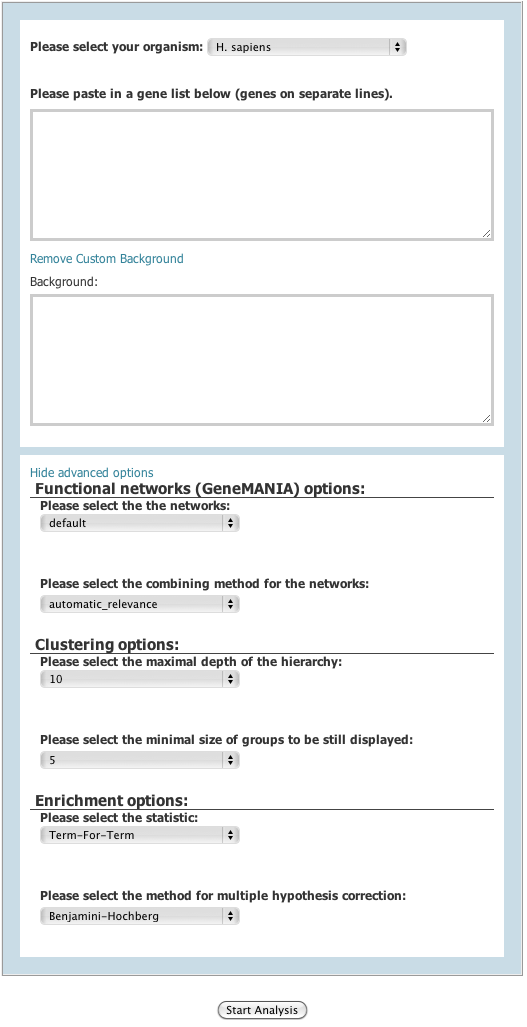 Please select your organism: H. sapiens
Please paste in a gene list below (genes on separate lines).
Remove Custom Background
Background:
Hide advanced options
Functional networks (GeneMANIA) options:
Please select the the networks:
default
Please select the combining method for the networks:
automatic_relevance
Clustering options:
Please select the maximal depth of the hierarchy:
10
Please select the minimal size of groups to be still displayed:
5
Enrichment options:
Please select the statistic:
Term-For-Term
Please select the method for multiple hypothesis correction:
Benjamini-Hochberg
Start Analysis